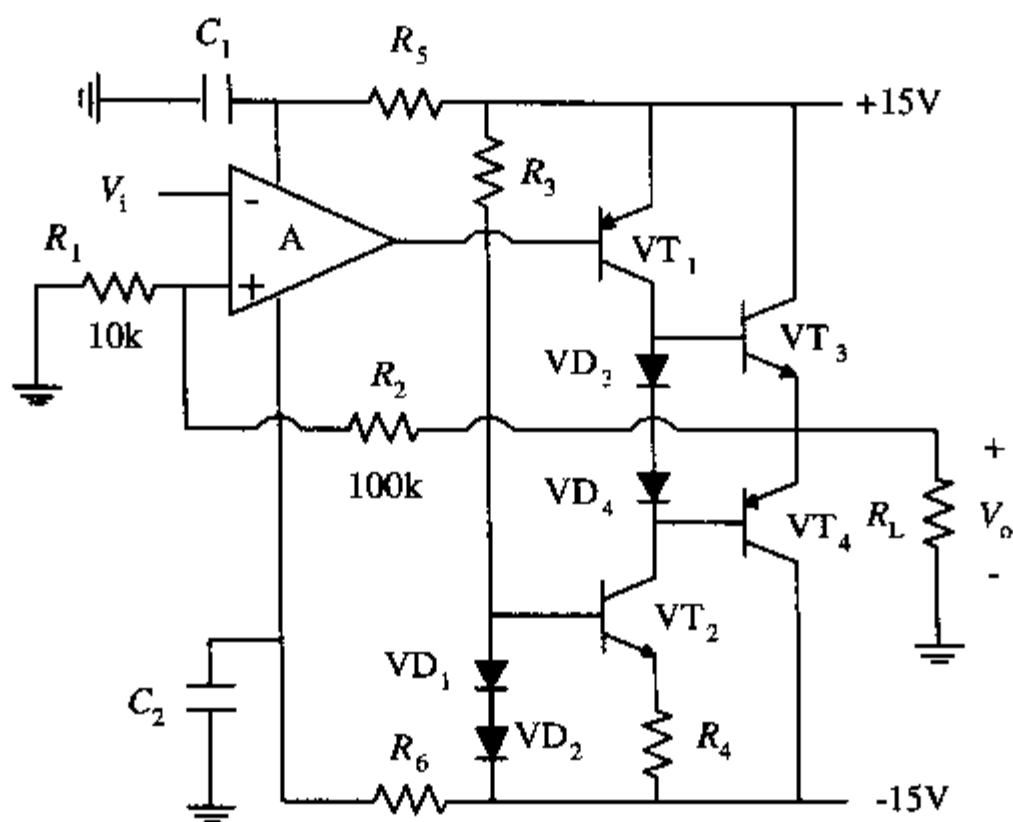 C₁
R₅
+15V
R₃
Vᵢ
-
A
VT₁
R₁
+
10k
VT₃
VD₃
R₂
100k
+
VD₄
VT₄
R_L
Vₒ
-
VT₂
VD₁
C₂
VD₂
R₄
R₆
-15V